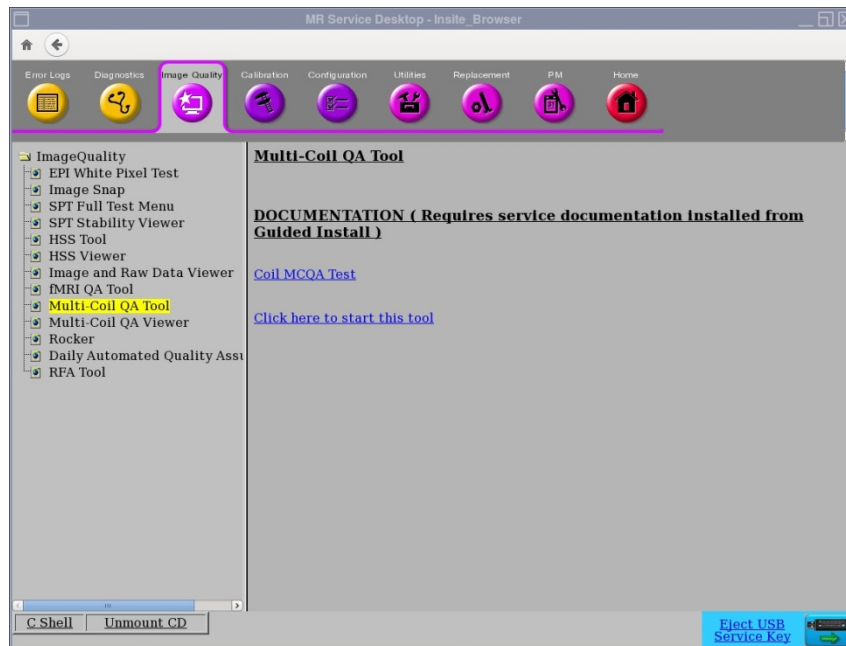 MR Service Desktop - Insite_Browser
Error Logs
Diagnostics
Image Quality
Calibration
Configuration
Utilities
Replacement
PM
Home
ImageQuality
EPI White Pixel Test
Image Snap
SPT Full Test Menu
SPT Stability Viewer
HSS Tool
HSS Viewer
Image and Raw Data Viewer
fMRI QA Tool
Multi-Coil QA Tool
Multi-Coil QA Viewer
Rocker
Daily Automated Quality Assu
RFA Tool
Multi-Coil QA Tool
DOCUMENTATION ( Requires service documentation installed from
Guided Install )
Coil MCQA Test
Click here to start this tool
C Shell
Unmount CD
Eject USB
Service Key